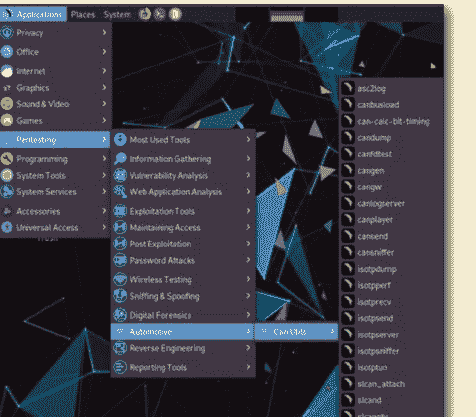 Applications Places System
Privacy
Office
Internet
Graphics
Sound & Video
Games
Pentesting
Programming
System Tools
System Services
Accessories
Universal Access
Trash
Most Used Tools
Information Gathering
Vulnerability Analysis
Web Application Analysis
Exploitation Tools
Maintaining Access
Post Exploitation
Password Attacks
Wireless Testing
Sniffing & Spoofing
Digital Forensics
Automotive
Reverse Engineering
Reporting Tools
Can Utils
asc2log
canbusload
can-calc-bit-timing
candump
canfdtest
cangen
cangw
canlogserver
canplayer
cansend
cansniffer
isotpdump
isotpperf
isotprecv
isotpsend
isotpserver
isotpsniffer
isotptun
slcan_attach
slcand